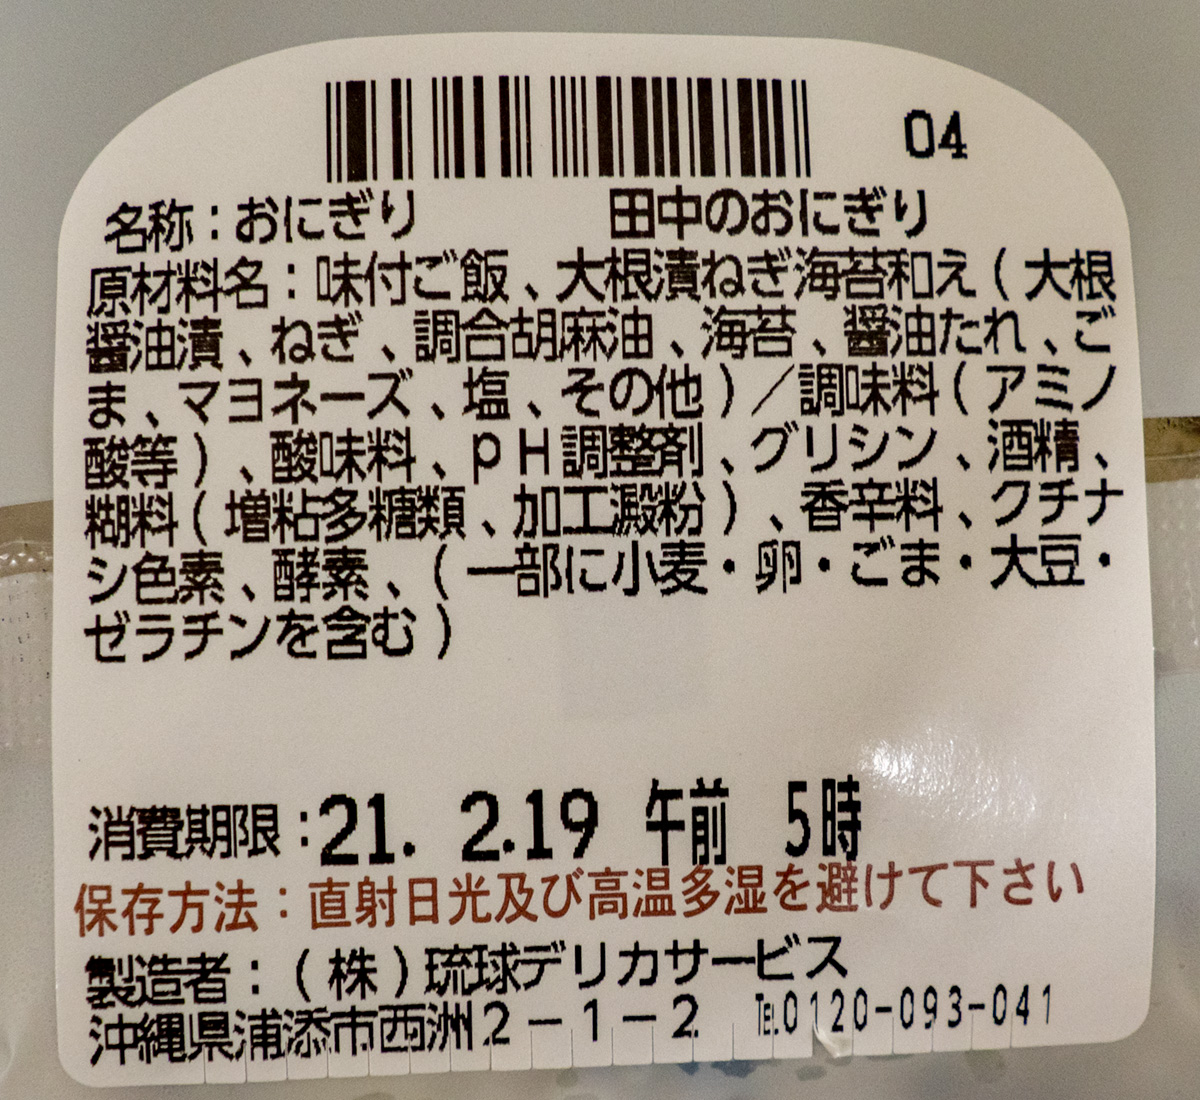 04
名称：おにぎり　田中のおにぎり
原材料名：味付ご飯、大根漬ねぎ海苔和え（大根
醤油漬、ねぎ、調合胡麻油、海苔、醤油たれ、ご
ま、マヨネーズ、塩、その他）／調味料（アミノ
酸等）、酸味料、ｐＨ調整剤、グリシン、酒精、
糊料（増粘多糖類、加工澱粉）、香辛料、クチナ
シ色素、酵素、（一部に小麦・卵・ごま・大豆・
ゼラチンを含む）
消費期限：21. 2.19 午前 5時
保存方法：直射日光及び高温多湿を避けて下さい
製造者：（株）琉球デリカサービス
沖縄県浦添市西洲２－１－２ ℡0120-093-041